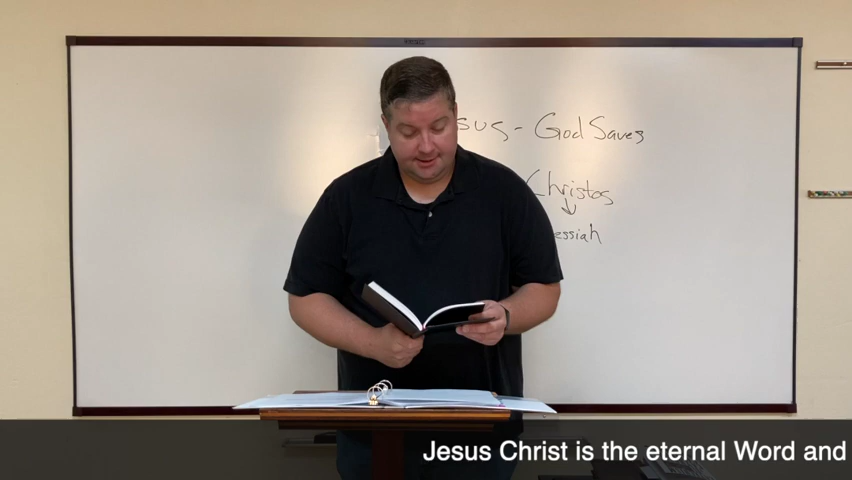 sus - God Saves
Christos
essiah
Jesus Christ is the eternal Word and